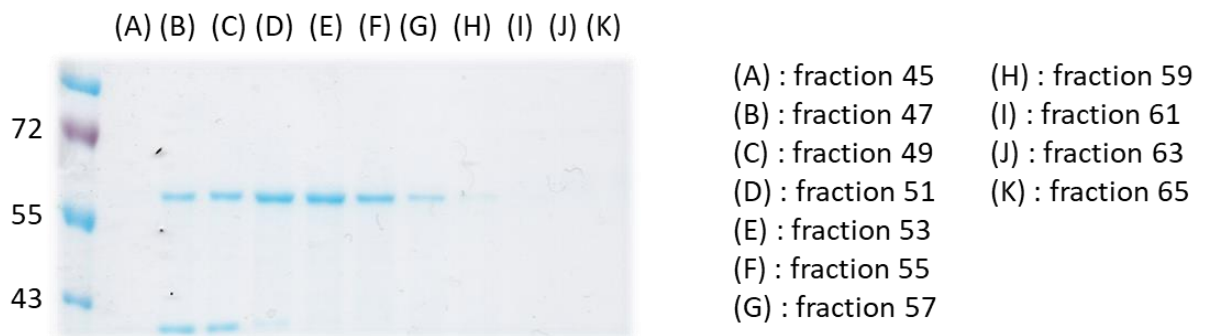 (A) (B) (C) (D) (E) (F) (G) (H) (I) (J) (K)
72
55
43
(A) : fraction 45
(B) : fraction 47
(C) : fraction 49
(D) : fraction 51
(E) : fraction 53
(F) : fraction 55
(G) : fraction 57
(H) : fraction 59
(I) : fraction 61
(J) : fraction 63
(K) : fraction 65